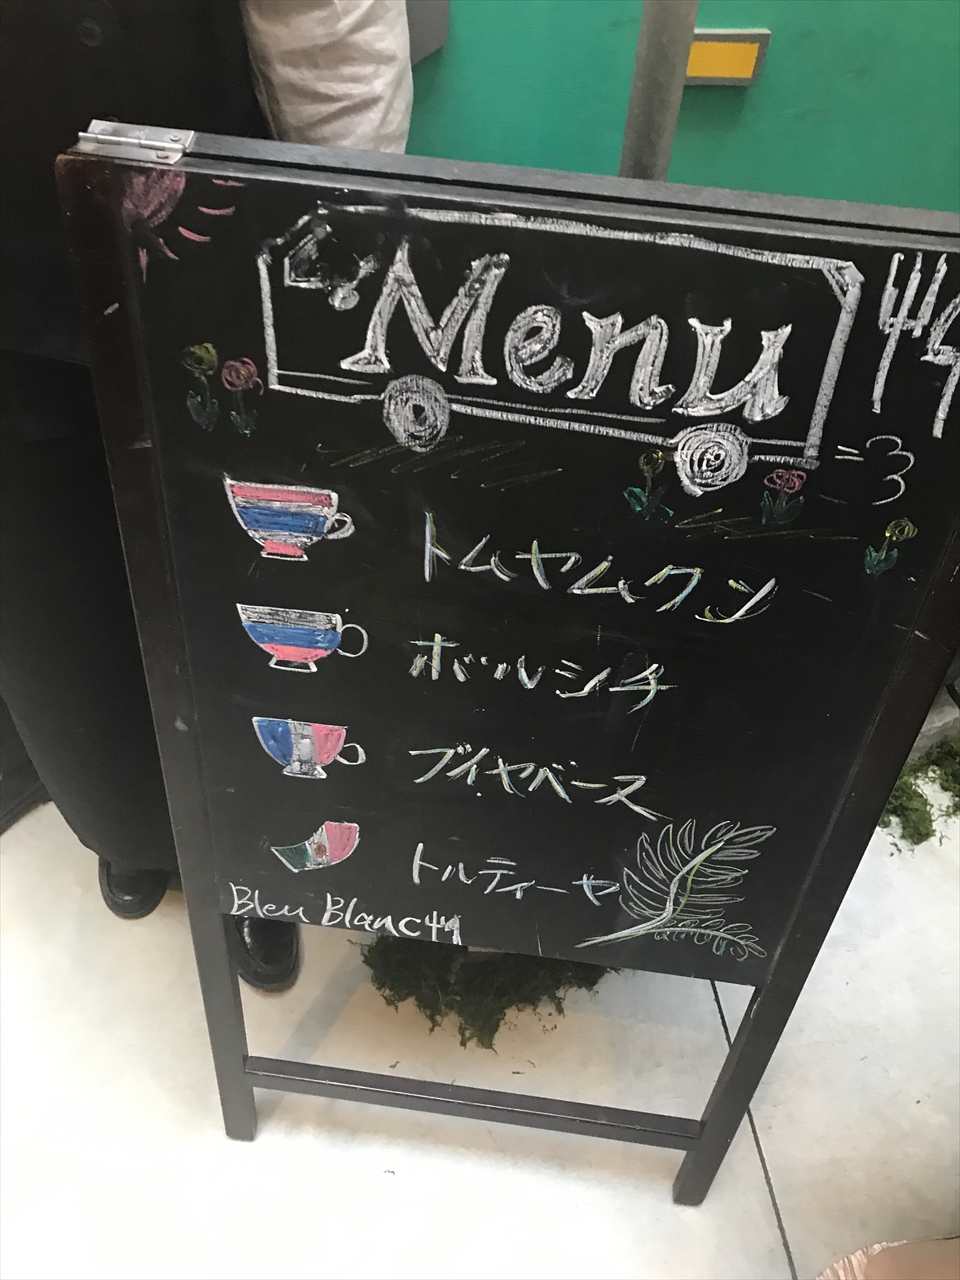 Menu
トムヤムクン
ボルシチ
ブイヤベース
トルティーヤ
Bleu Blanc